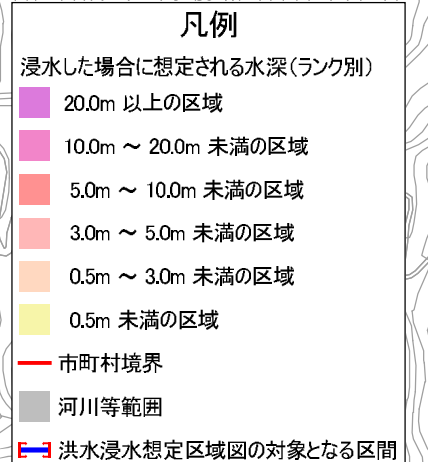 凡例
浸水した場合に想定される水深(ランク別)
20.0m 以上の区域
10.0m ～ 20.0m 未満の区域
5.0m ～ 10.0m 未満の区域
3.0m ～ 5.0m 未満の区域
0.5m ～ 3.0m 未満の区域
0.5m 未満の区域
市町村境界
河川等範囲
洪水浸水想定区域図の対象となる区間